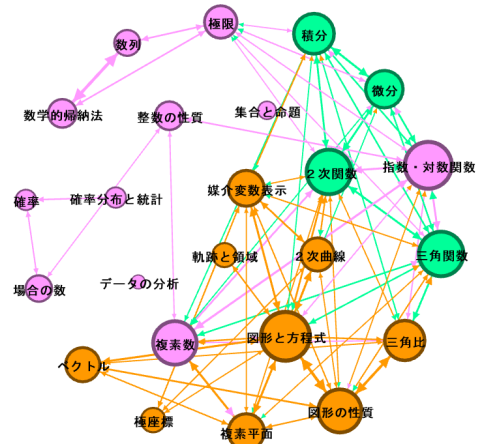 極限
積分
数列
微分
数学的帰納法
整数の性質
集合と命題
指数・対数関数
2次関数
媒介変数表示
確率
確率分布と統計
軌跡と領域
2次曲線
三角関数
データの分析
場合の数
複素数
図形と方程式
三角比
ベクトル
極座標
複素平面
図形の性質